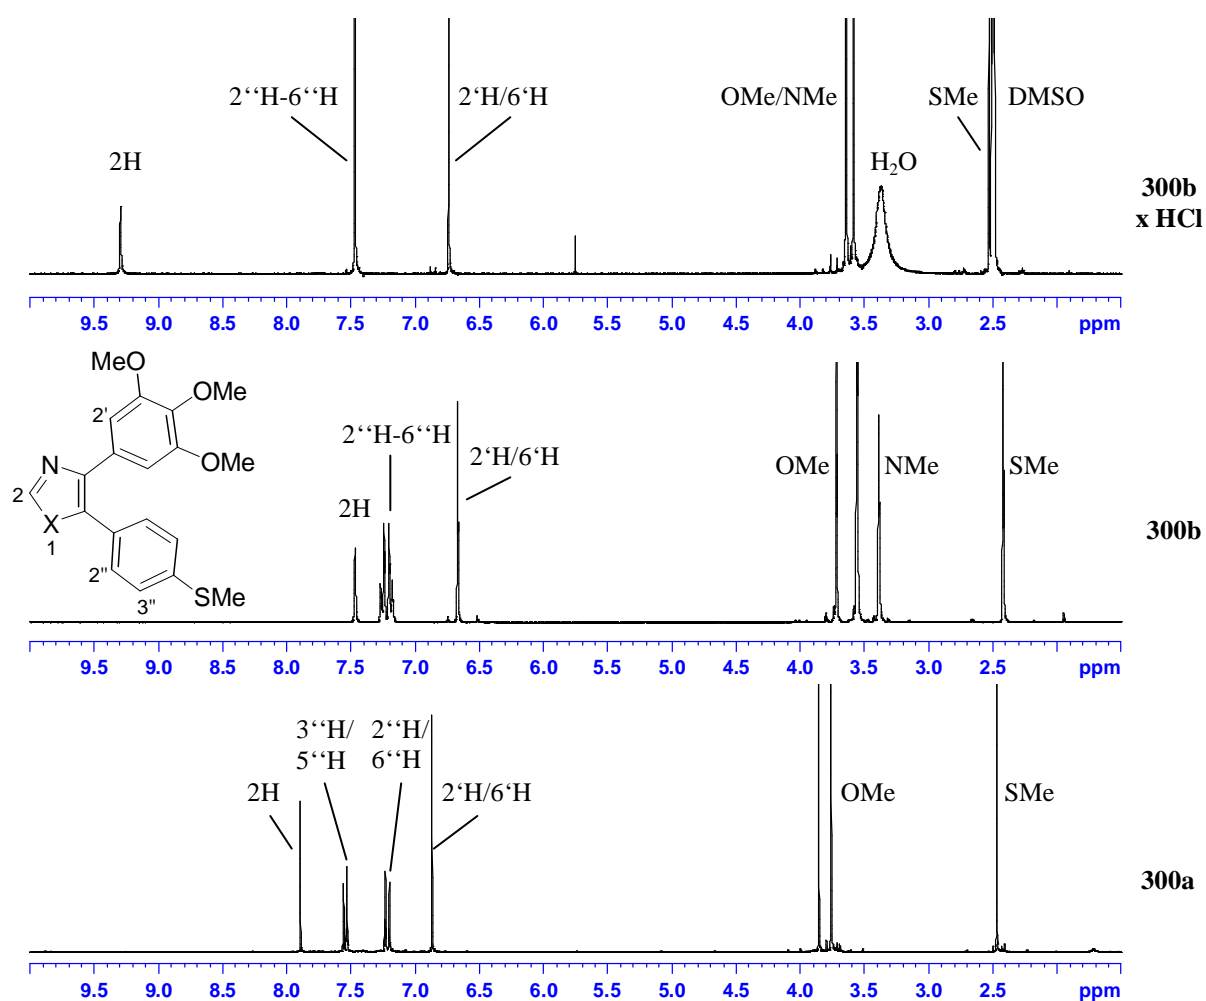 2“H-6“H
2‘H/6‘H
OMe/NMe
SMe
DMSO
2H
H₂O
300b
x HCl
9.5 9.0 8.5 8.0 7.5 7.0 6.5 6.0 5.5 5.0 4.5 4.0 3.5 3.0 2.5 ppm
MeO
OMe
2'
OMe
N
2
X
1
2"
3"
SMe
2“H-6“H
2‘H/6‘H
2H
OMe
NMe
SMe
300b
9.5 9.0 8.5 8.0 7.5 7.0 6.5 6.0 5.5 5.0 4.5 4.0 3.5 3.0 2.5 ppm
3“H/
5“H
2“H/
6“H
2H
2‘H/6‘H
OMe
SMe
300a
9.5 9.0 8.5 8.0 7.5 7.0 6.5 6.0 5.5 5.0 4.5 4.0 3.5 3.0 2.5 ppm